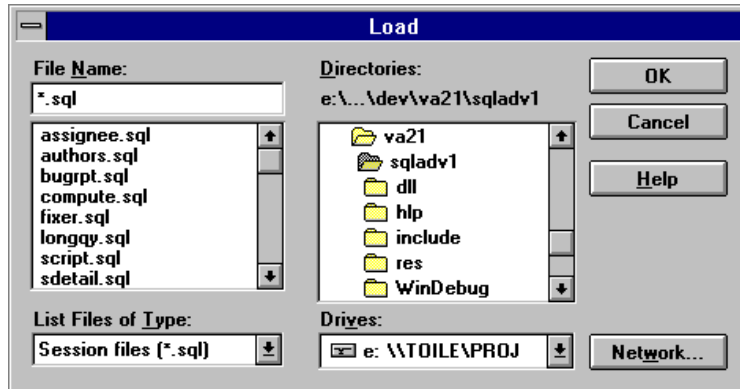 Load
File Name:
*.sql
assignee.sql
authors.sql
bugrpt.sql
compute.sql
fixer.sql
longqy.sql
script.sql
sdetail.sql
List Files of Type:
Session files (*.sql)
Directories:
e:\...\dev\va21\sqladv1
va21
sqladv1
dll
hlp
include
res
WinDebug
Drives:
e: \\TOILE\PROJ
OK
Cancel
Help
Network...